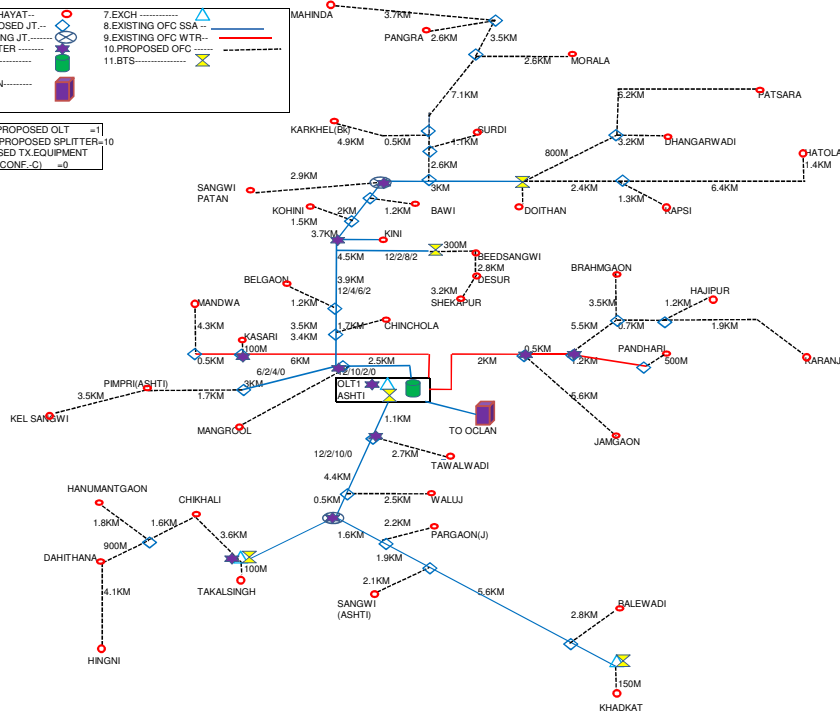 HAYAT--
7.EXCH ------------
OSED JT.--
8.EXISTING OFC SSA --
NG JT.-------
9.EXISTING OFC WTR--
TER --------
10.PROPOSED OFC ------
11.BTS----------------
PROPOSED OLT =1
PROPOSED SPLITTER=10
SED TX.EQUIPMENT
(CONF.-C) =0
MAHINDA
3.7KM
PANGRA
2.6KM
3.5KM
2.6KM
MORALA
7.1KM
6.2KM
PATSARA
KARKHEL(Bk)
4.9KM
0.5KM
SURDI
1.7KM
3.2KM
DHANGARWADI
800M
HATOLA
1.4KM
2.6KM
2.9KM
3KM
2.4KM
6.4KM
SANGWI
PATAN
1.3KM
KAPSI
KOHINI
1.5KM
2KM
1.2KM
BAWI
DOITHAN
3.7KM
KINI
4.5KM
12/2/8/2
300M
BEEDSANGWI
2.8KM
DESUR
3.2KM
SHEKAPUR
BRAHMGAON
BELGAON
3.9KM
12/4/6/2
1.2KM
3.5KM
HAJIPUR
1.2KM
MANDWA
4.3KM
3.5KM
3.4KM
1.7KM
CHINCHOLA
5.5KM
0.7KM
1.9KM
KASARI
100M
0.5KM
6KM
2.5KM
2KM
0.5KM
1.2KM
PANDHARI
500M
KARANJ
6/2/4/0
12/10/2/0
PIMPRI(ASHTI)
3KM
OLT1
ASHTI
3.5KM
1.7KM
5.6KM
KEL SANGWI
MANGROOL
1.1KM
TO OCLAN
JAMGAON
12/2/10/0
2.7KM
TAWALWADI
4.4KM
HANUMANTGAON
CHIKHALI
0.5KM
2.5KM
WALUJ
1.8KM
1.6KM
3.6KM
1.6KM
2.2KM
PARGAON(J)
900M
DAHITHANA
1.9KM
100M
TAKALSINGH
2.1KM
4.1KM
SANGWI
(ASHTI)
5.6KM
BALEWADI
2.8KM
HINGNI
150M
KHADKAT